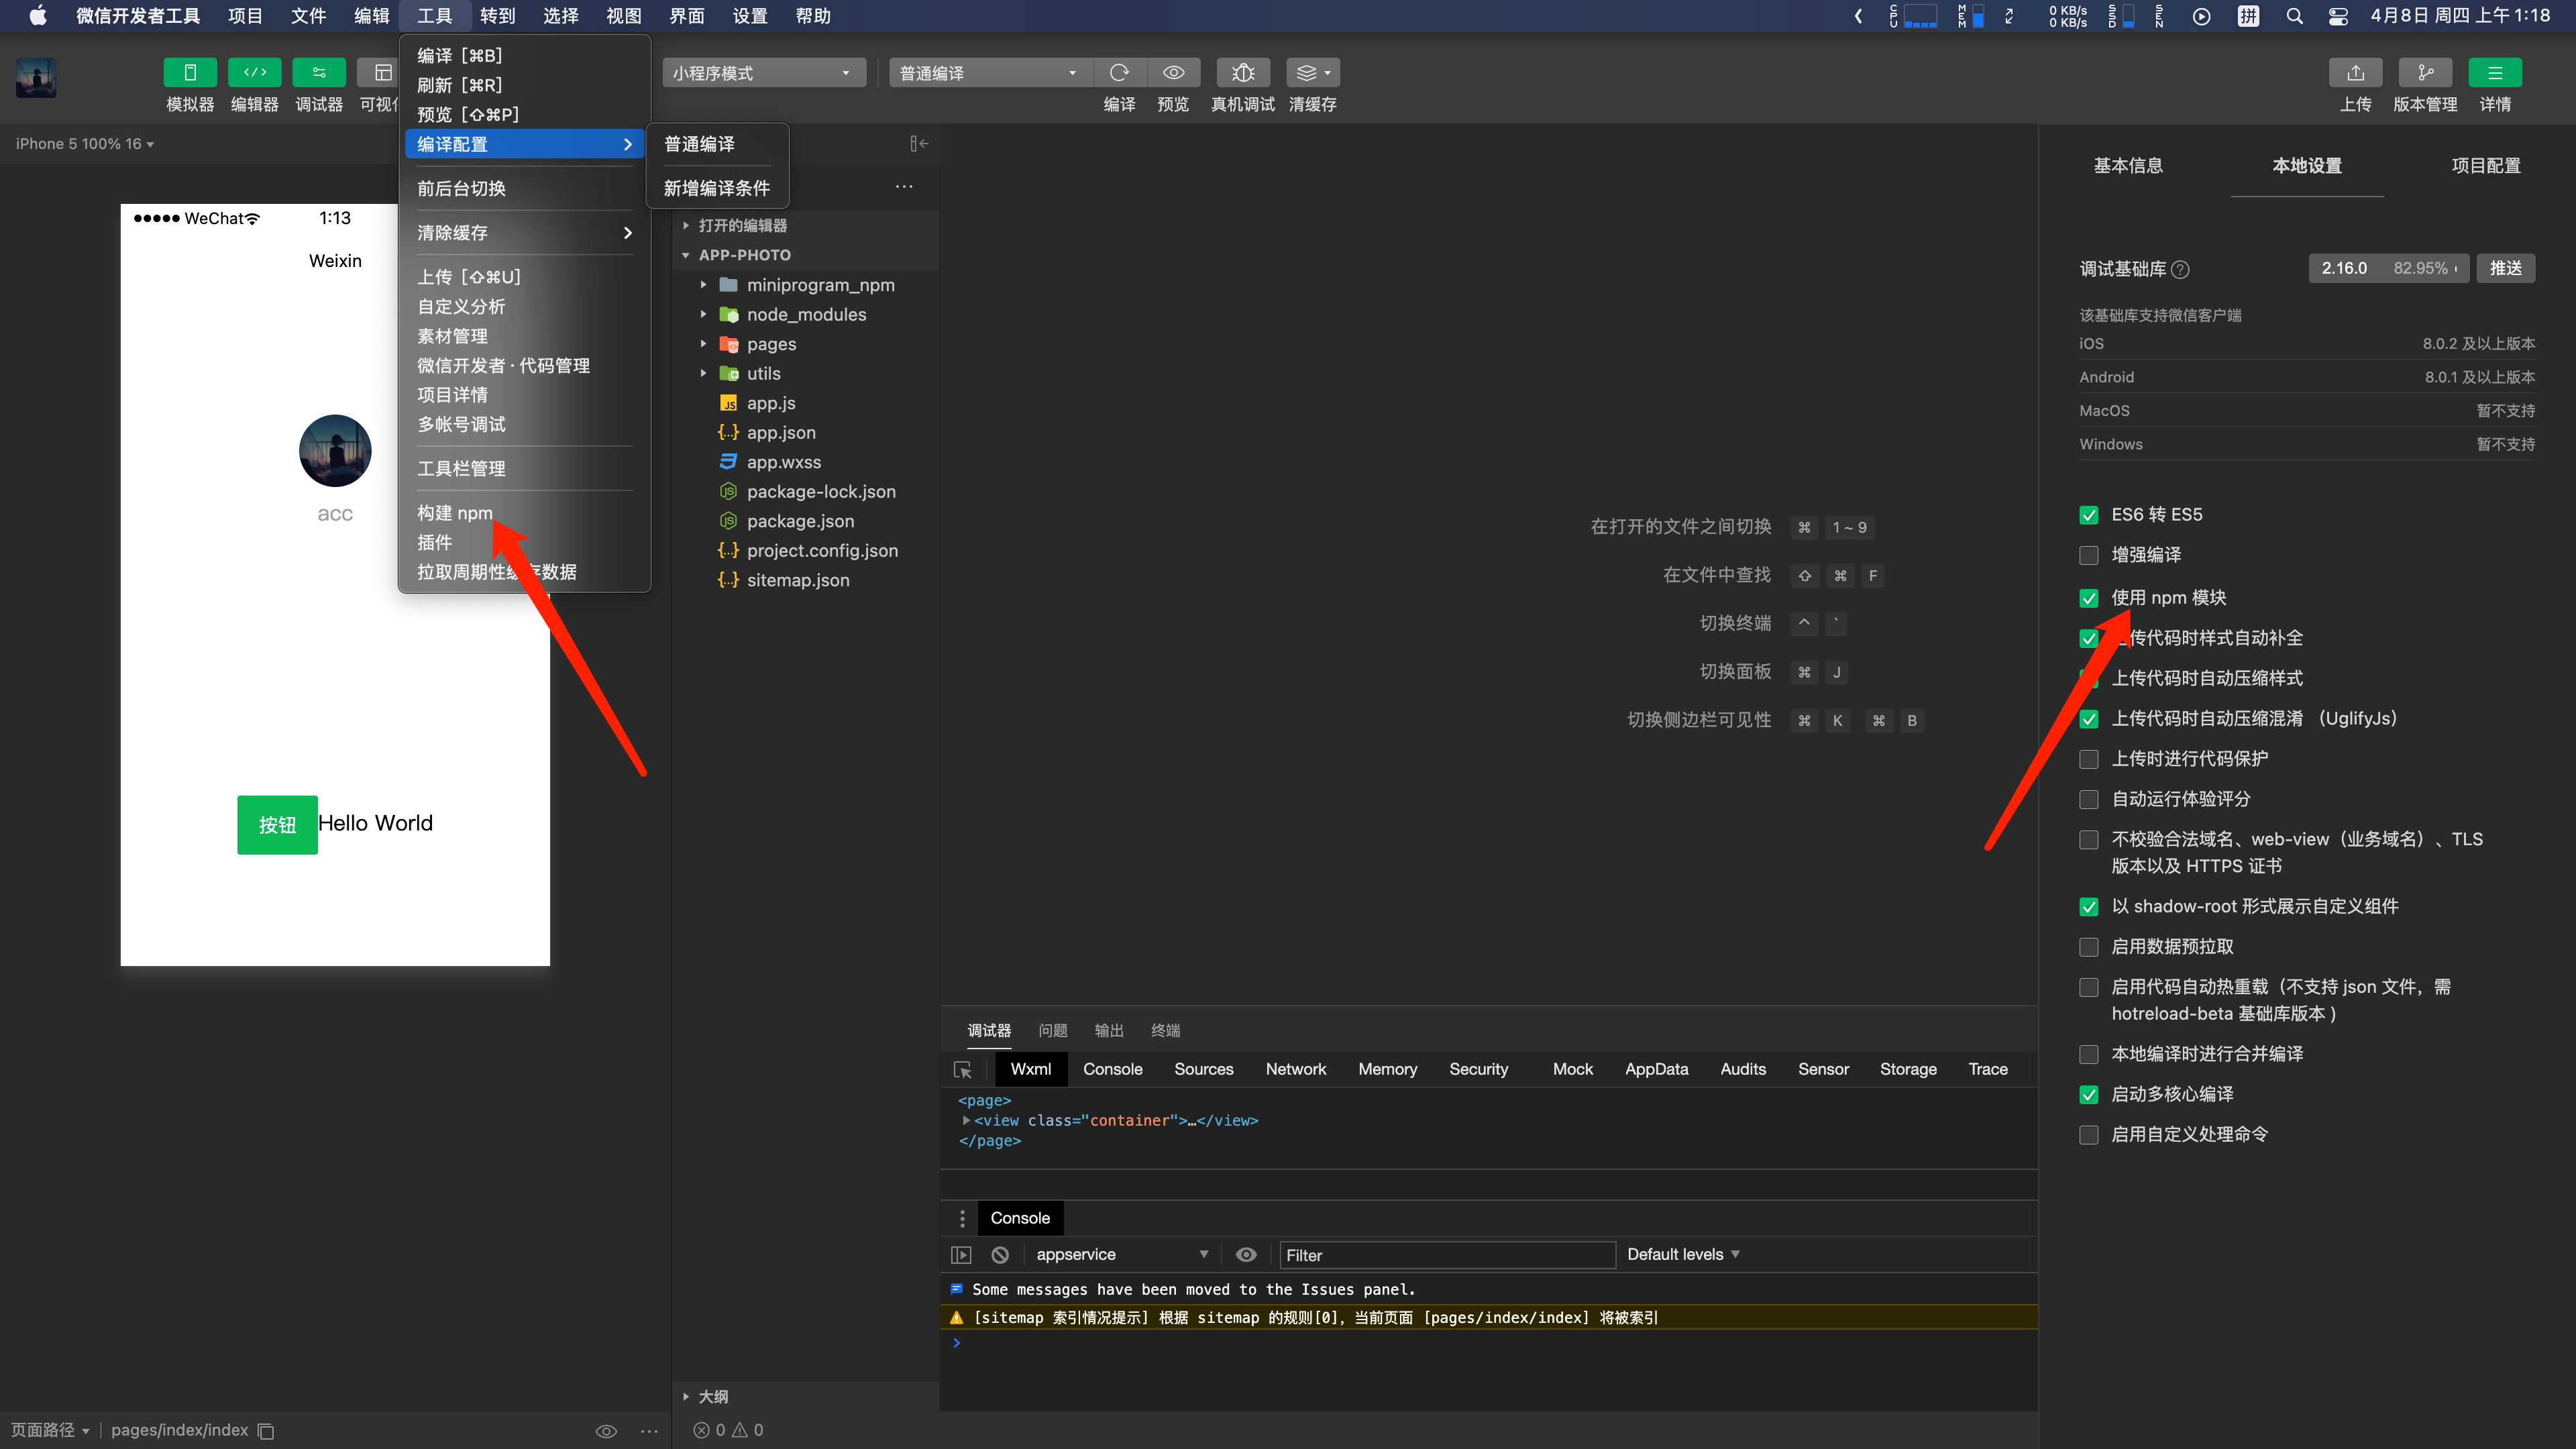 微信开发者工具 项目 文件 编辑 工具 转到 选择 视图 界面 设置 帮助
CPU MEM 0 KB/s 0 KB/s SSD SEN 拼 4月8日 周四 上午 1:18
模拟器 编辑器 调试器
小程序模式 普通编译
编译 预览 真机调试 清缓存
上传 版本管理 详情
iPhone 5 100% 16
WeChat 1:13
Weixin
acc
按钮 Hello World
编译 [⌘B]
刷新 [⌘R]
预览 [⇧⌘P]
编译配置
前后台切换
清除缓存
上传 [⇧⌘U]
自定义分析
素材管理
微信开发者·代码管理
项目详情
多帐号调试
工具栏管理
构建 npm
插件
拉取周期性缓存数据
普通编译
新增编译条件
打开的编辑器
APP-PHOTO
miniprogram_npm
node_modules
pages
utils
app.js
app.json
app.wxss
package-lock.json
package.json
project.config.json
sitemap.json
大纲
在打开的文件之间切换 ⌘ 1 ~ 9
在文件中查找 ⇧ ⌘ F
切换终端 ^ `
切换面板 ⌘ J
切换侧边栏可见性 ⌘ K ⌘ B
调试器 问题 输出 终端
Wxml Console Sources Network Memory Security Mock AppData Audits Sensor Storage Trace
<page>
<view class="container">…</view>
</page>
Console
appservice Filter Default levels
Some messages have been moved to the Issues panel.
[sitemap 索引情况提示] 根据 sitemap 的规则[0]，当前页面 [pages/index/index] 将被索引
基本信息 本地设置 项目配置
调试基础库 ? 2.16.0 82.95% 推送
该基础库支持微信客户端
iOS 8.0.2 及以上版本
Android 8.0.1 及以上版本
MacOS 暂不支持
Windows 暂不支持
ES6 转 ES5
增强编译
使用 npm 模块
上传代码时样式自动补全
上传代码时自动压缩样式
上传代码时自动压缩混淆 （UglifyJs）
上传时进行代码保护
自动运行体验评分
不校验合法域名、web-view（业务域名）、TLS
版本以及 HTTPS 证书
以 shadow-root 形式展示自定义组件
启用数据预拉取
启用代码自动热重载（不支持 json 文件，需
hotreload-beta 基础库版本 )
本地编译时进行合并编译
启动多核心编译
启用自定义处理命令
页面路径 pages/index/index
0 0